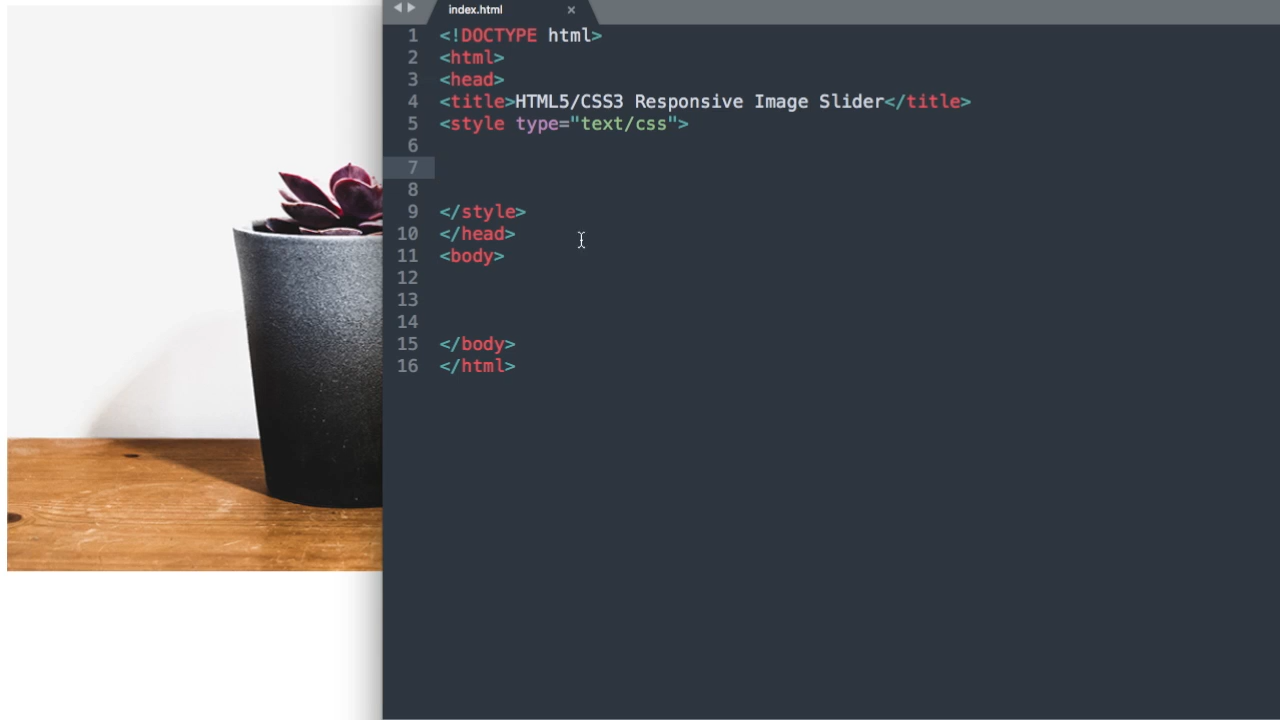 index.html ×
1 <!DOCTYPE html>
2 <html>
3 <head>
4 <title>HTML5/CSS3 Responsive Image Slider</title>
5 <style type="text/css">
6
7
8
9 </style>
10 </head>
11 <body>
12
13
14
15 </body>
16 </html>